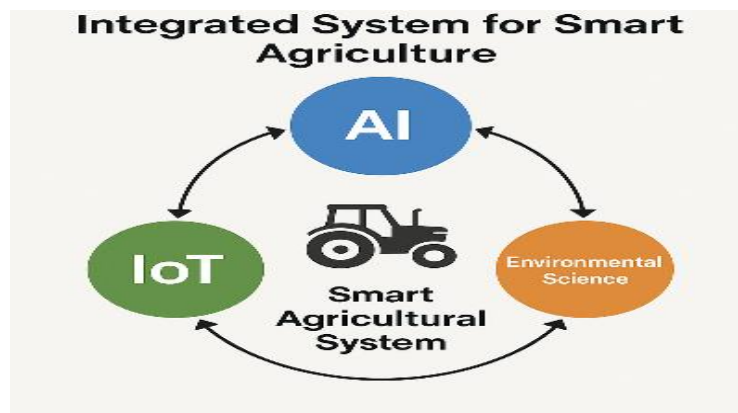 Integrated System for Smart
Agriculture
AI
IoT
Environmental
Science
Smart
Agricultural
System